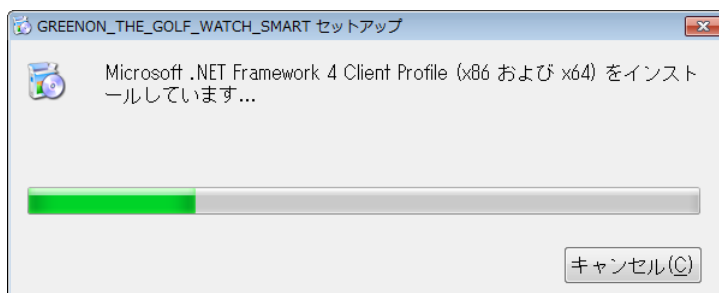 GREENON_THE_GOLF_WATCH_SMART セットアップ
Microsoft .NET Framework 4 Client Profile (x86 および x64) をインスト
ールしています...
キャンセル(C)